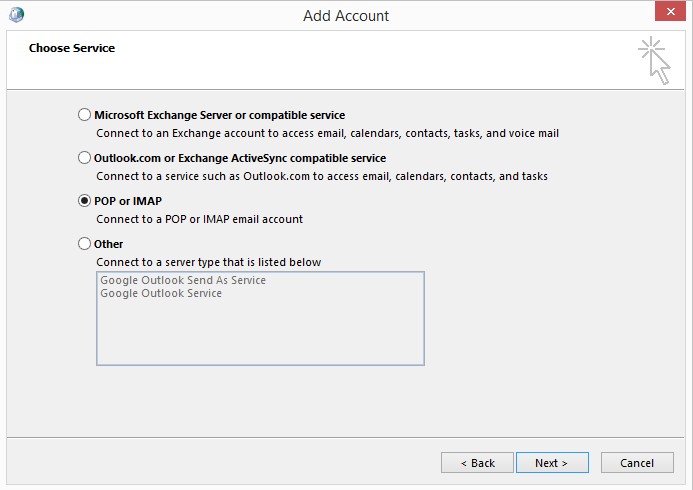 Add Account
Choose Service
Microsoft Exchange Server or compatible service
Connect to an Exchange account to access email, calendars, contacts, tasks, and voice mail
Outlook.com or Exchange ActiveSync compatible service
Connect to a service such as Outlook.com to access email, calendars, contacts, and tasks
POP or IMAP
Connect to a POP or IMAP email account
Other
Connect to a server type that is listed below
Google Outlook Send As Service
Google Outlook Service
< Back Next > Cancel